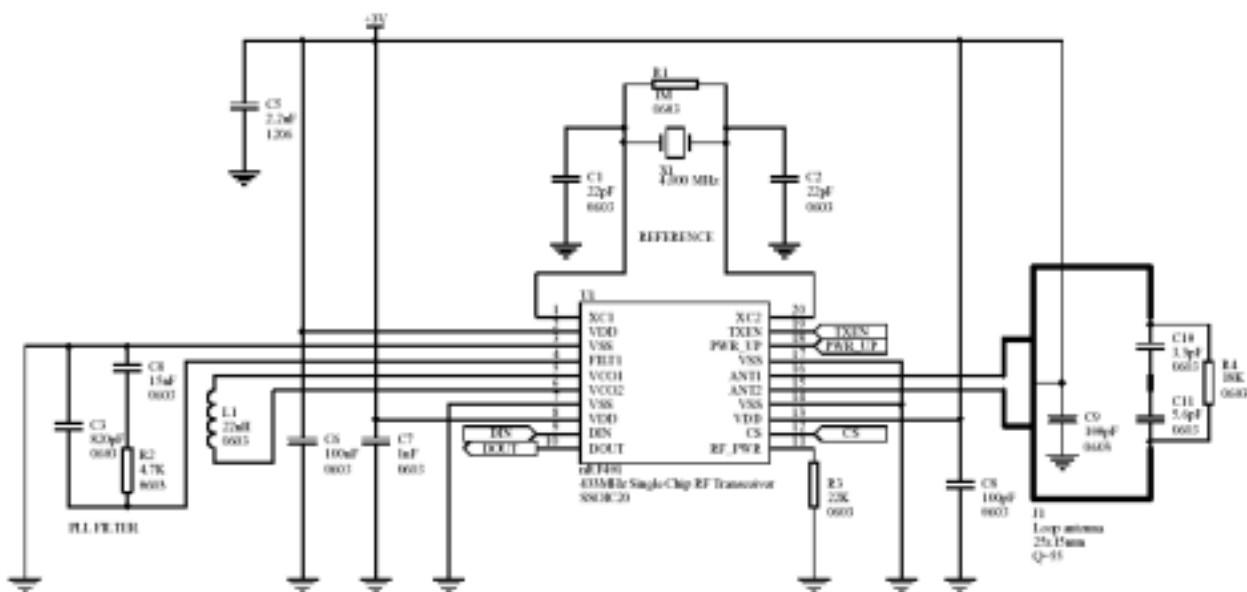 +3V
C5
2.2uF
1206
R1
1M
0603
C1
22pF
0603
X1
4.000 MHz
C2
22pF
0603
REFERENCE
U1
1
XC1
XC2
20
VDD
TXEN
19
TXEN
3
VSS
PWR_UP
18
PWR_UP
4
FILT1
VSS
17
5
VCO1
ANT1
16
6
VCO2
ANT2
15
VSS
VSS
14
8
VDD
VDD
13
DIN
9
DIN
CS
12
CS
DOUT
10
DOUT
RF_PWR
11
nRF401
433MHz Single Chip RF Transceiver
SSOIC20
15nF
0603
C3
820pF
0603
R2
4.7K
0603
PLL FILTER
L1
22nH
0603
C6
100nF
0603
C7
1nF
0603
R3
22K
0603
C8
100pF
0603
C9
100pF
0603
C10
3.9pF
0603
C11
5.6pF
0603
R4
18K
0603
J1
Loop antenna
25x15mm